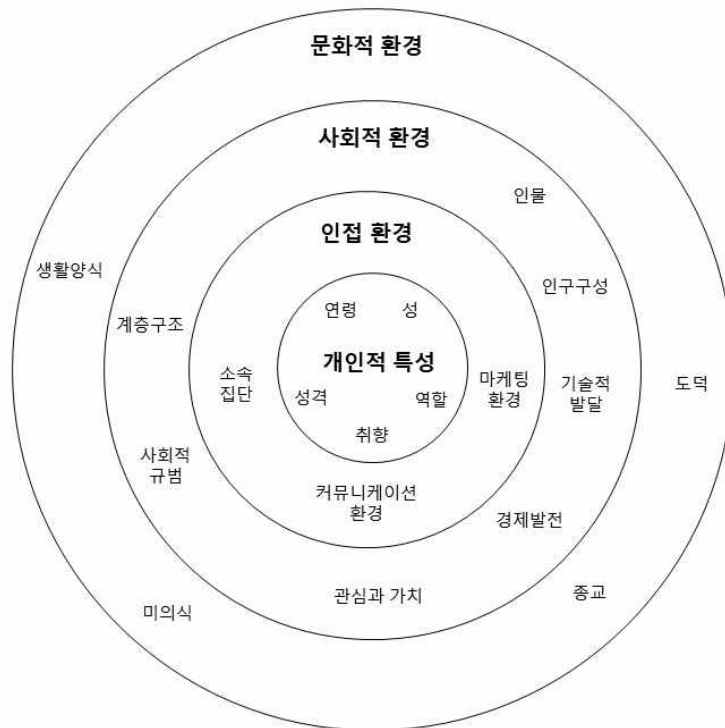 문화적 환경
사회적 환경
인물
인접 환경
생활양식
인구구성
연령
성
계층구조
개인적 특성
소속
집단
마케팅
환경
기술적
발달
도덕
성격
역할
취향
사회적
규범
커뮤니케이션
환경
경제발전
관심과 가치
종교
미의식